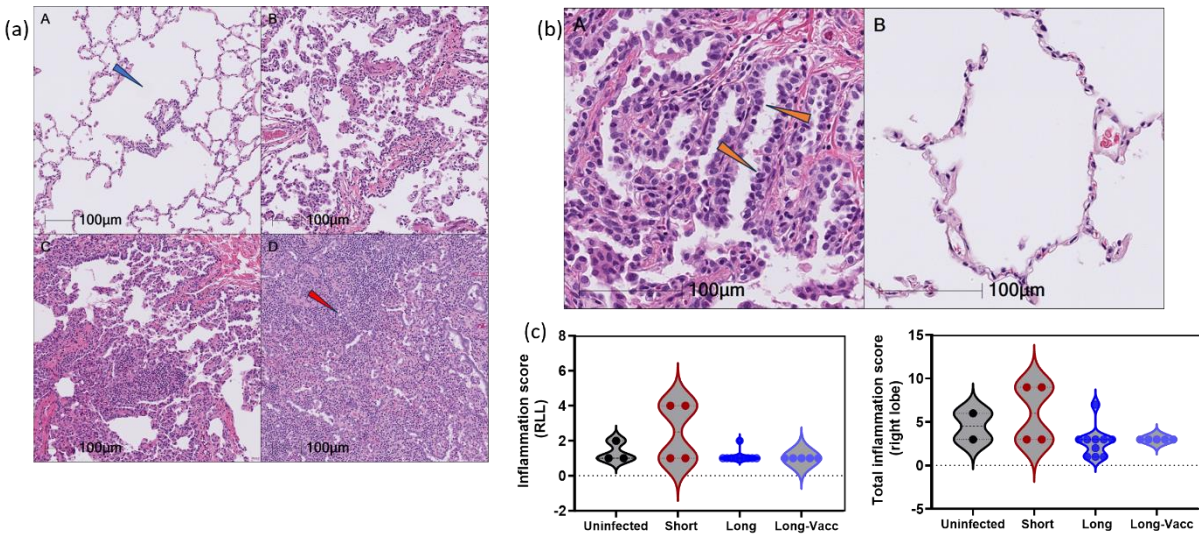 (a)
A
B
100µm
100µm
C
D
100µm
100µm
(b)
A
B
100µm
100µm
(c)
Inflammation score
(RLL)
8
6
4
2
0
-2
Uninfected Short Long Long-Vacc
Total inflammation score
(right lobe)
15
10
5
0
-5
Uninfected Short Long Long-Vacc